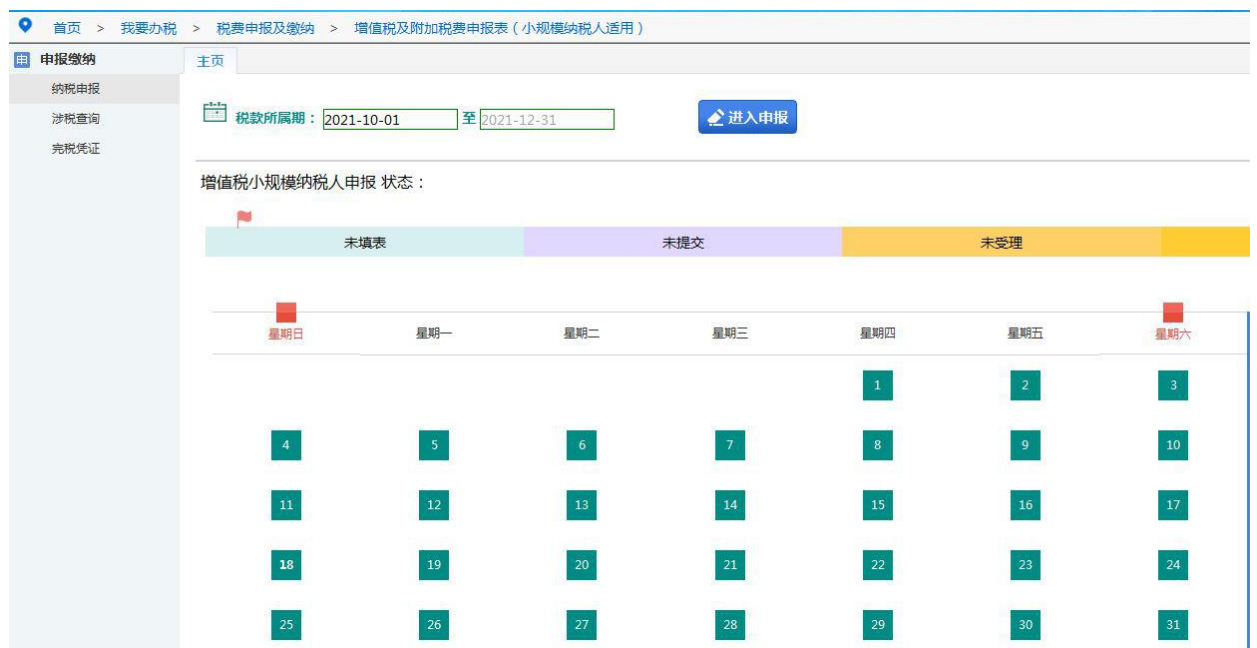 首页 > 我要办税 > 税费申报及缴纳 > 增值税及附加税费申报表（小规模纳税人适用）
申 申报缴纳
主页
纳税申报
涉税查询
完税凭证
税款所属期： 2021-10-01 至 2021-12-31 进入申报
增值税小规模纳税人申报 状态：
未填表 未提交 未受理
星期日 星期一 星期二 星期三 星期四 星期五 星期六
1 2 3
4 5 6 7 8 9 10
11 12 13 14 15 16 17
18 19 20 21 22 23 24
25 26 27 28 29 30 31